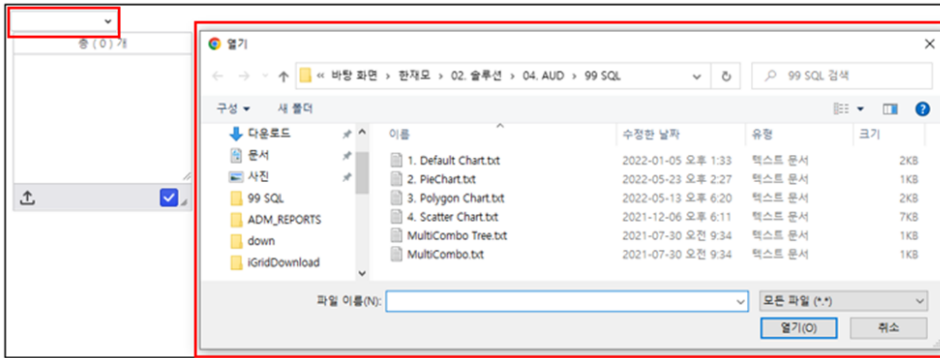 총 ( 0 ) 개
열기
« 바탕 화면 › 한재모 › 02. 솔루션 › 04. AUD › 99 SQL
99 SQL 검색
구성 새 폴더
다운로드
문서
사진
99 SQL
ADM_REPORTS
down
iGridDownload
이름 수정한 날짜 유형 크기
1. Default Chart.txt 2022-01-05 오후 1:33 텍스트 문서 2KB
2. PieChart.txt 2022-05-23 오후 2:27 텍스트 문서 1KB
3. Polygon Chart.txt 2022-05-13 오후 6:20 텍스트 문서 2KB
4. Scatter Chart.txt 2021-12-06 오후 6:11 텍스트 문서 7KB
MultiCombo Tree.txt 2021-07-30 오전 9:34 텍스트 문서 1KB
MultiCombo.txt 2021-07-30 오전 9:34 텍스트 문서 1KB
파일 이름(N): 모든 파일 (*.*)
열기(O) 취소